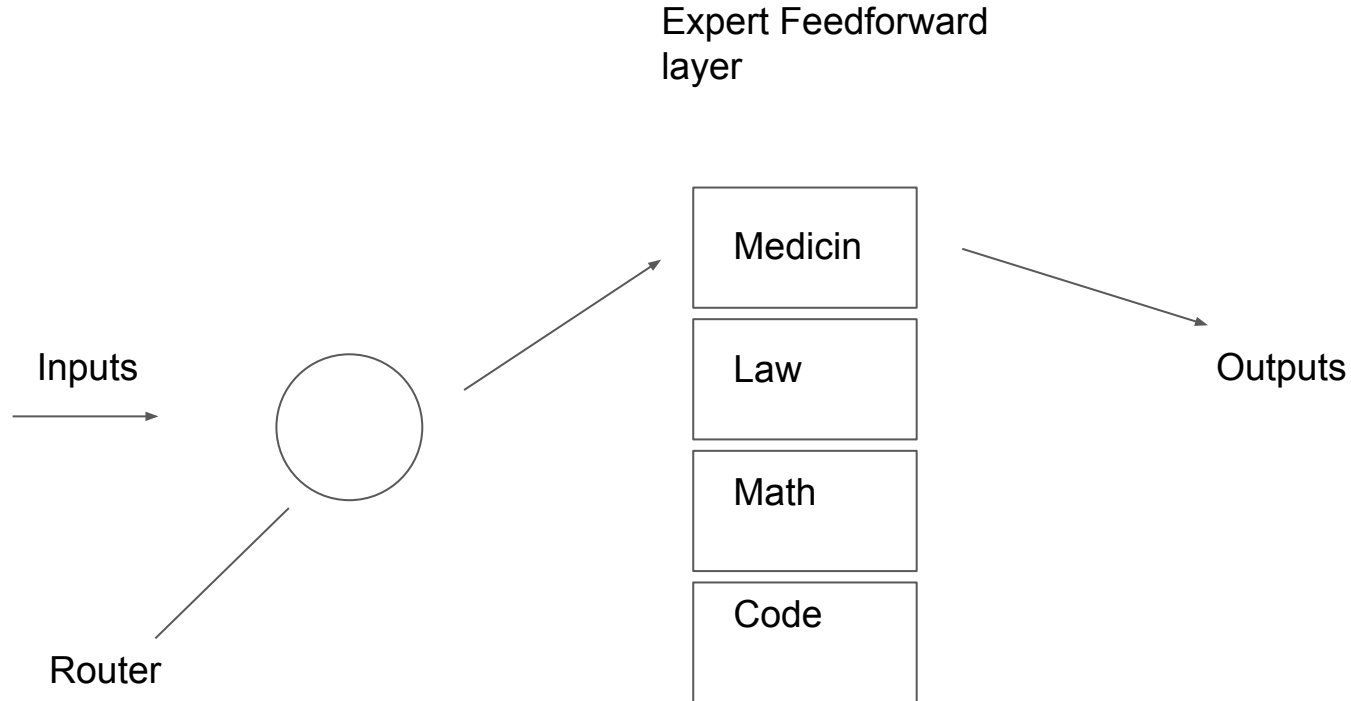 Expert Feedforward
layer
Medicin
Law
Math
Code
Inputs
Router
Outputs